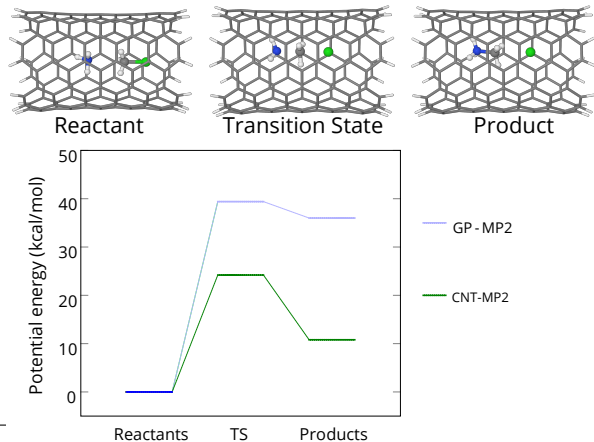 Reactant
Transition State
Product
Potential energy (kcal/mol)
50
40
30
20
10
0
GP - MP2
CNT-MP2
Reactants
TS
Products